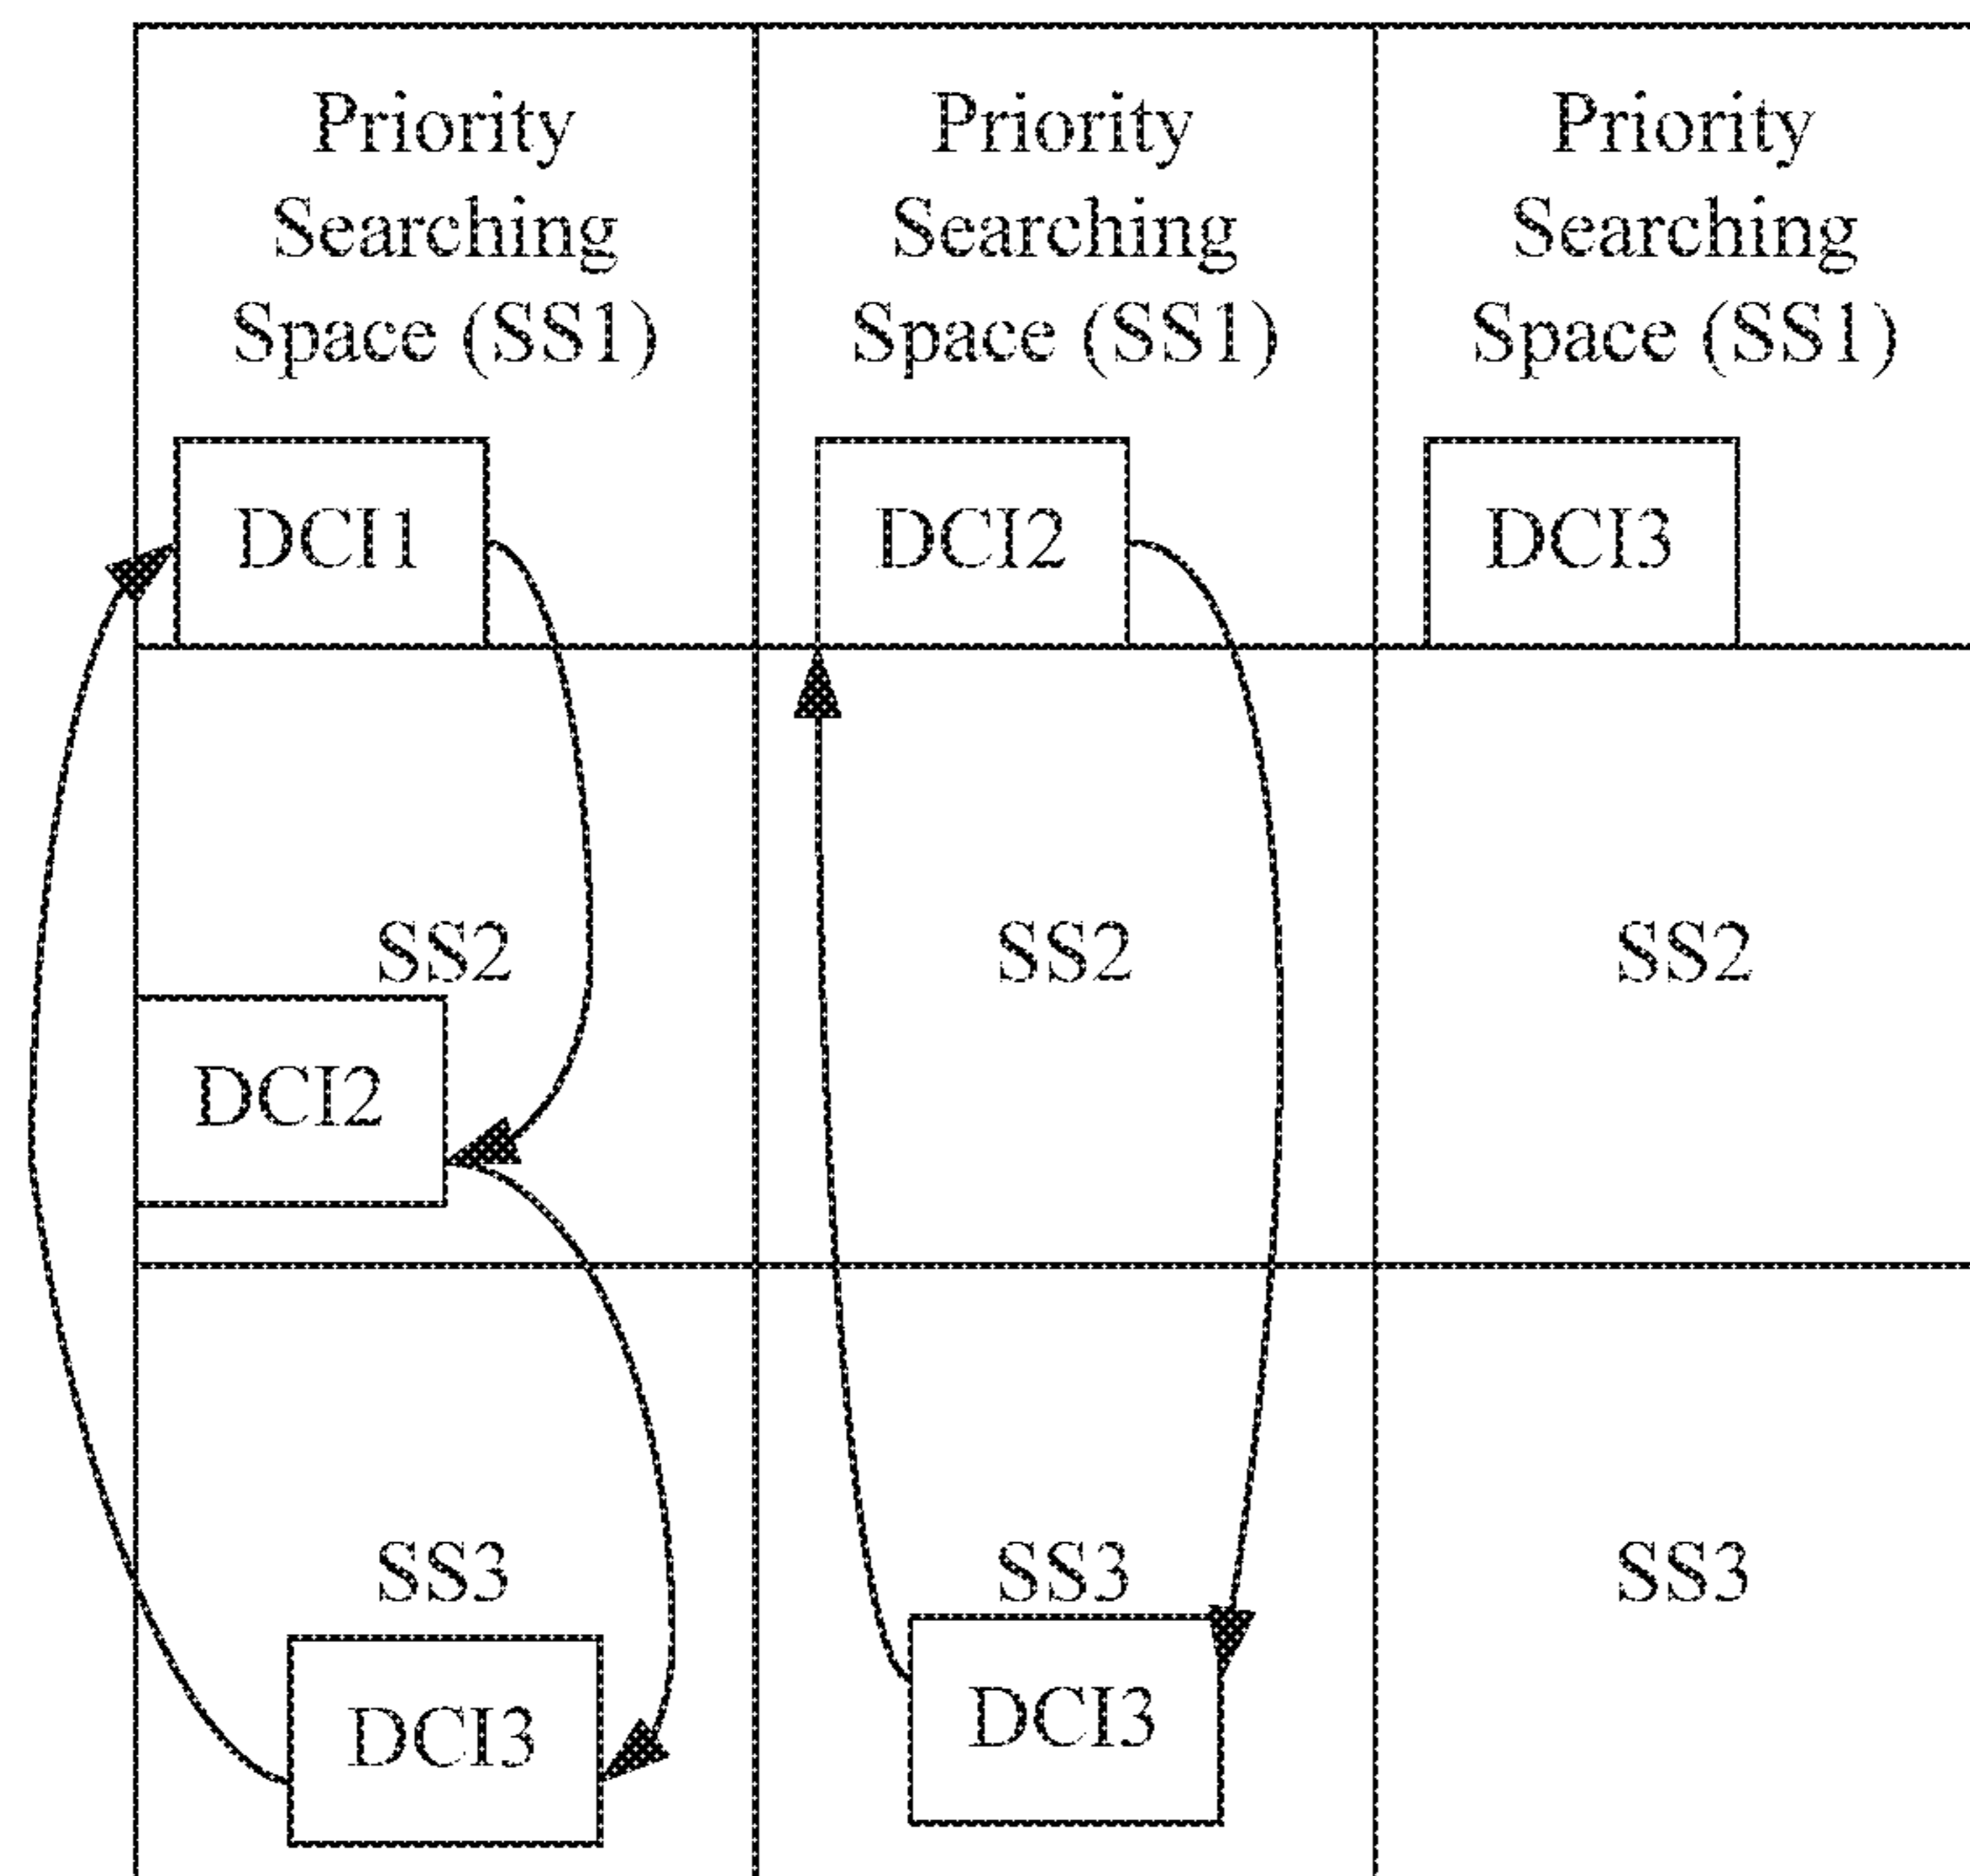 Priority
Searching
Space (SS1)
Priority
Searching
Space (SS1)
Priority
Searching
Space (SS1)
DCI1
DCI2
DCI3
SS2
SS2
SS2
DCI2
SS3
SS3
SS3
DCI3
DCI3